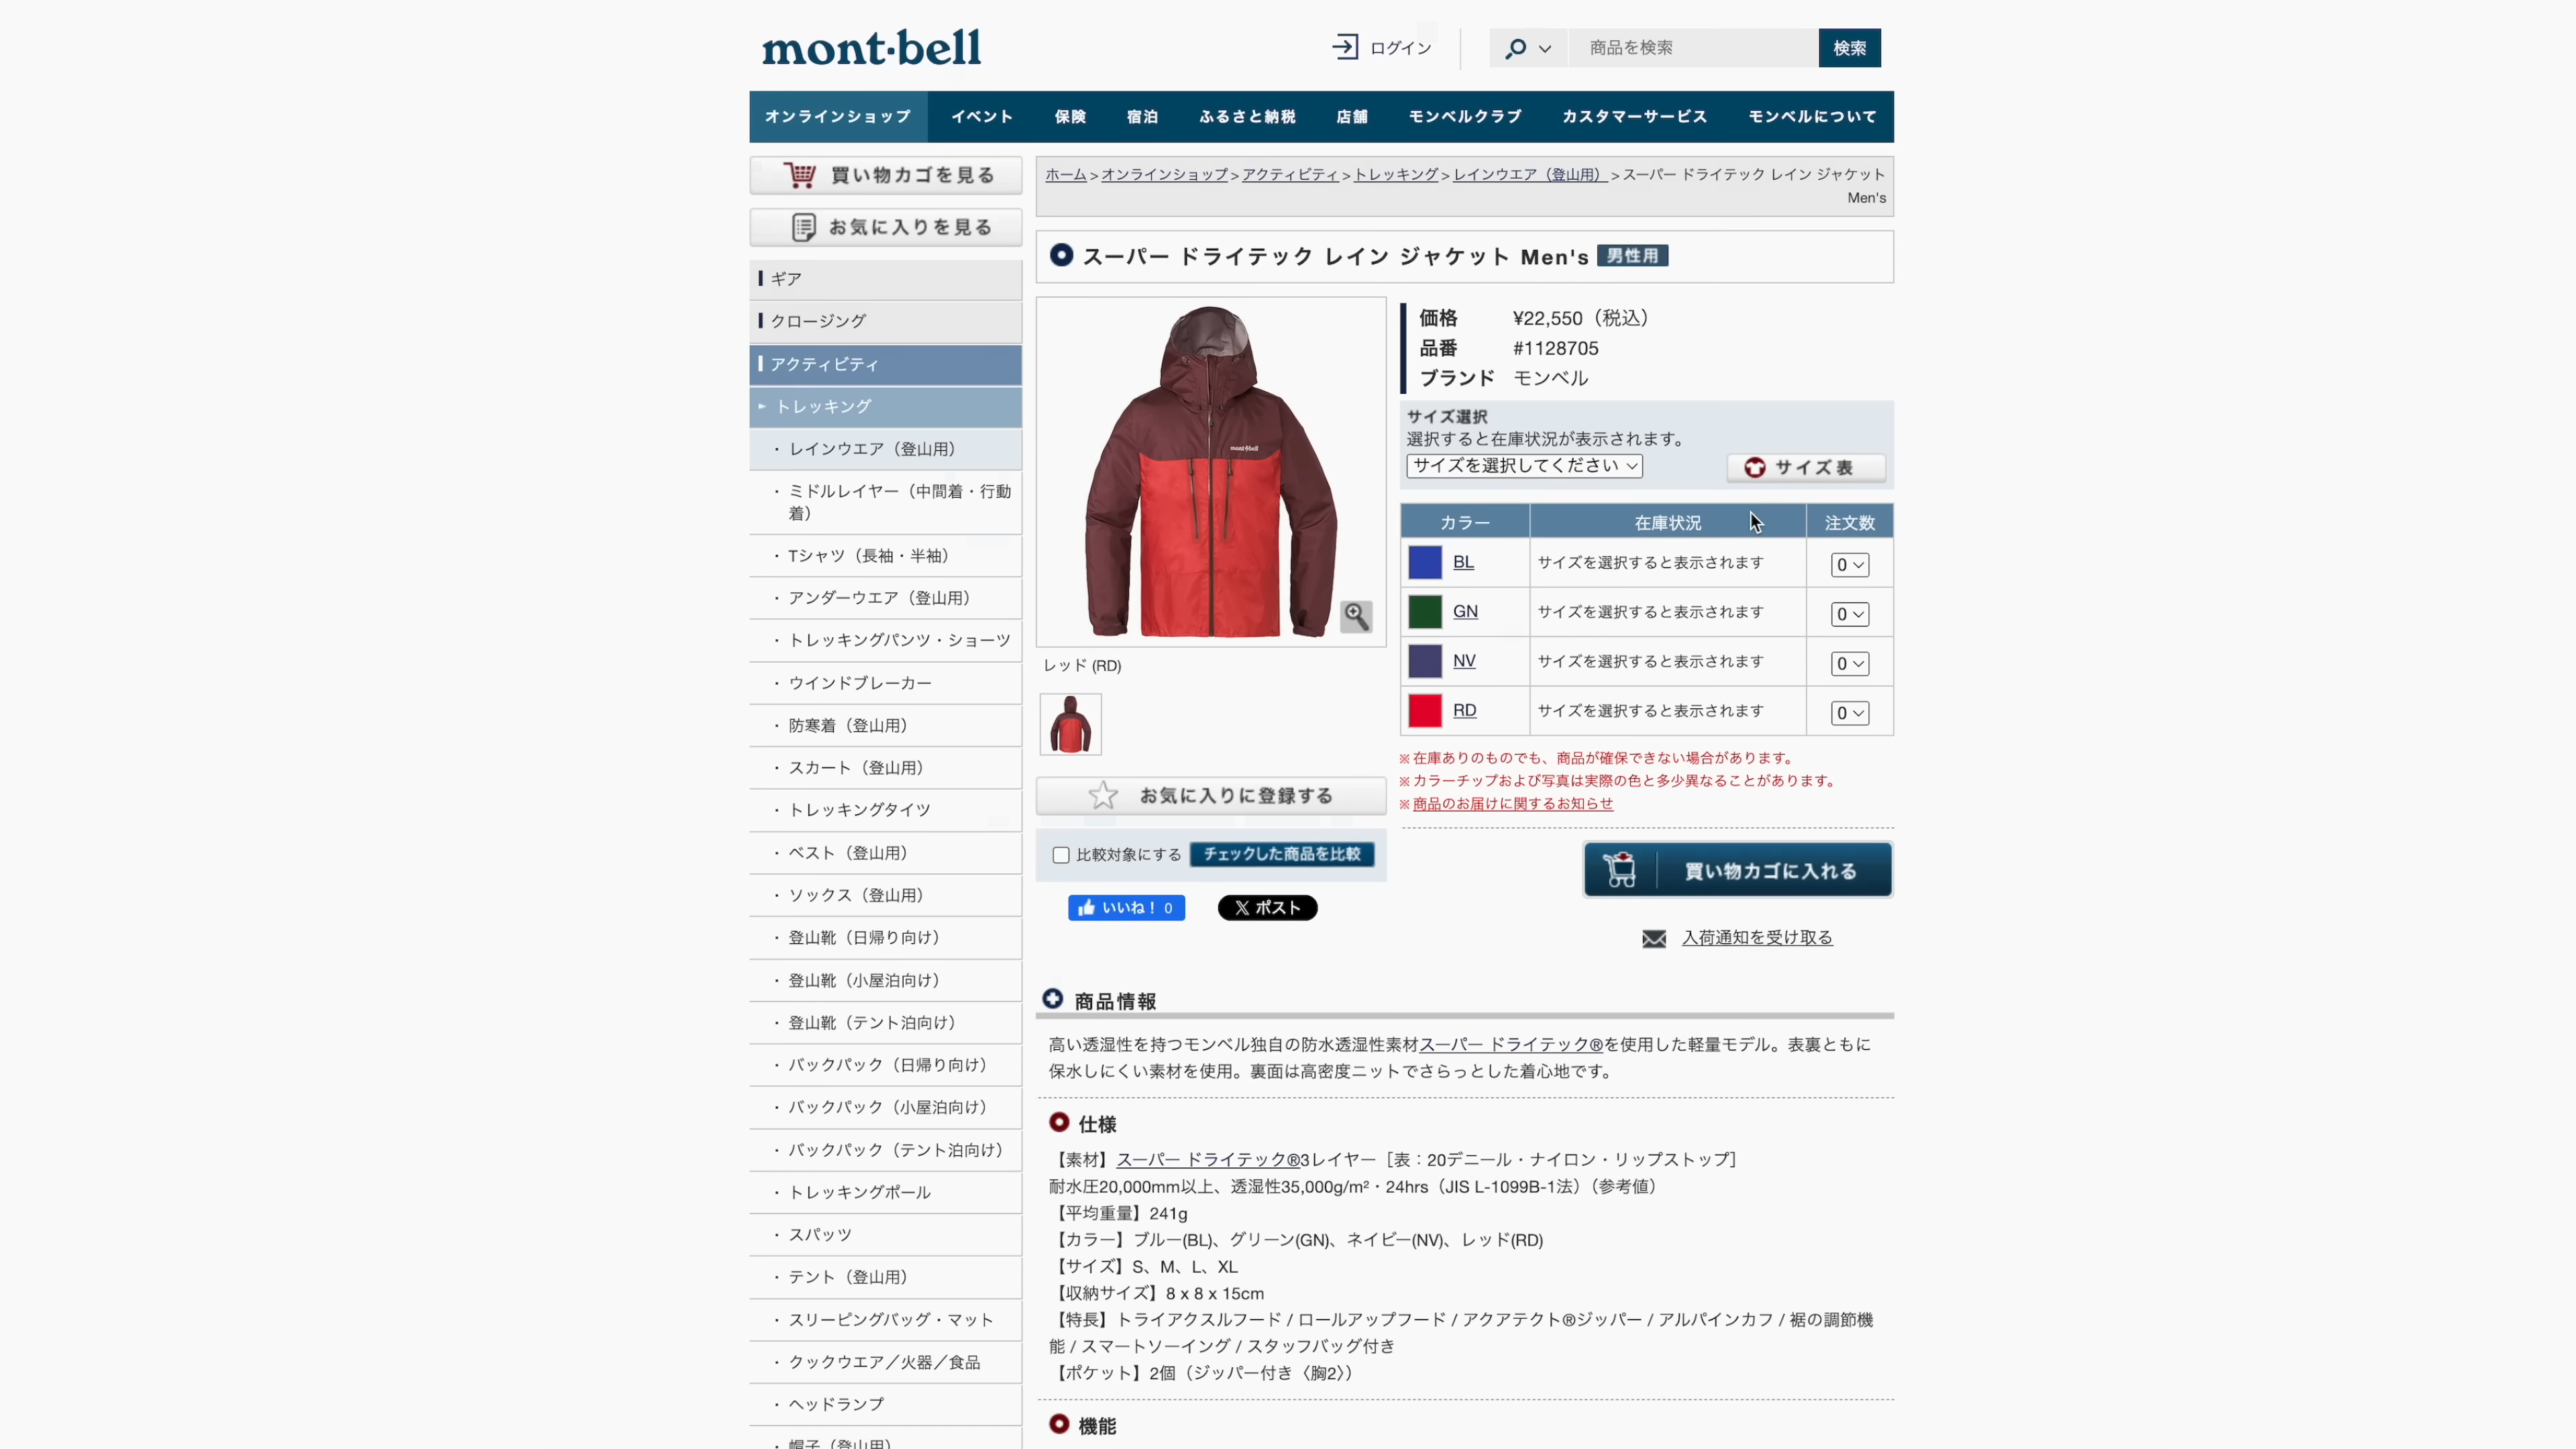 mont-bell
ログイン
商品を検索
検索
オンラインショップ
イベント
保険
宿泊
ふるさと納税
店舗
モンベルクラブ
カスタマーサービス
モンベルについて
買い物カゴを見る
お気に入りを見る
ギア
クロージング
アクティビティ
トレッキング
・レインウエア（登山用）
・ミドルレイヤー（中間着・行動
着）
・Tシャツ（長袖・半袖）
・アンダーウエア（登山用）
・トレッキングパンツ・ショーツ
・ウインドブレーカー
・防寒着（登山用）
・スカート（登山用）
・トレッキングタイツ
・ベスト（登山用）
・ソックス（登山用）
・登山靴（日帰り向け）
・登山靴（小屋泊向け）
・登山靴（テント泊向け）
・バックパック（日帰り向け）
・バックパック（小屋泊向け）
・バックパック（テント泊向け）
・トレッキングポール
・スパッツ
・テント（登山用）
・スリーピングバッグ・マット
・クックウエア／火器／食品
・ヘッドランプ
・帽子（登山用）
ホーム > オンラインショップ > アクティビティ > トレッキング > レインウエア（登山用） > スーパー ドライテック レイン ジャケット
Men's
スーパー ドライテック レイン ジャケット Men's 男性用
mont-bell
レッド (RD)
お気に入りに登録する
比較対象にする チェックした商品を比較
いいね！ 0
ポスト
価格 ¥22,550（税込）
品番 #1128705
ブランド モンベル
サイズ選択
選択すると在庫状況が表示されます。
サイズを選択してください
サイズ表
カラー 在庫状況 注文数
BL サイズを選択すると表示されます 0
GN サイズを選択すると表示されます 0
NV サイズを選択すると表示されます 0
RD サイズを選択すると表示されます 0
※在庫ありのものでも、商品が確保できない場合があります。
※カラーチップおよび写真は実際の色と多少異なることがあります。
※商品のお届けに関するお知らせ
買い物カゴに入れる
入荷通知を受け取る
商品情報
高い透湿性を持つモンベル独自の防水透湿性素材スーパー ドライテック®を使用した軽量モデル。表裏ともに
保水しにくい素材を使用。裏面は高密度ニットでさらっとした着心地です。
仕様
【素材】スーパー ドライテック®3レイヤー［表：20デニール・ナイロン・リップストップ］
耐水圧20,000mm以上、透湿性35,000g/m²・24hrs（JIS L-1099B-1法）（参考値）
【平均重量】241g
【カラー】ブルー(BL)、グリーン(GN)、ネイビー(NV)、レッド(RD)
【サイズ】S、M、L、XL
【収納サイズ】8 x 8 x 15cm
【特長】トライアクスルフード / ロールアップフード / アクアテクト®ジッパー / アルパインカフ / 裾の調節機
能 / スマートソーイング / スタッフバッグ付き
【ポケット】2個（ジッパー付き〈胸2〉）
機能